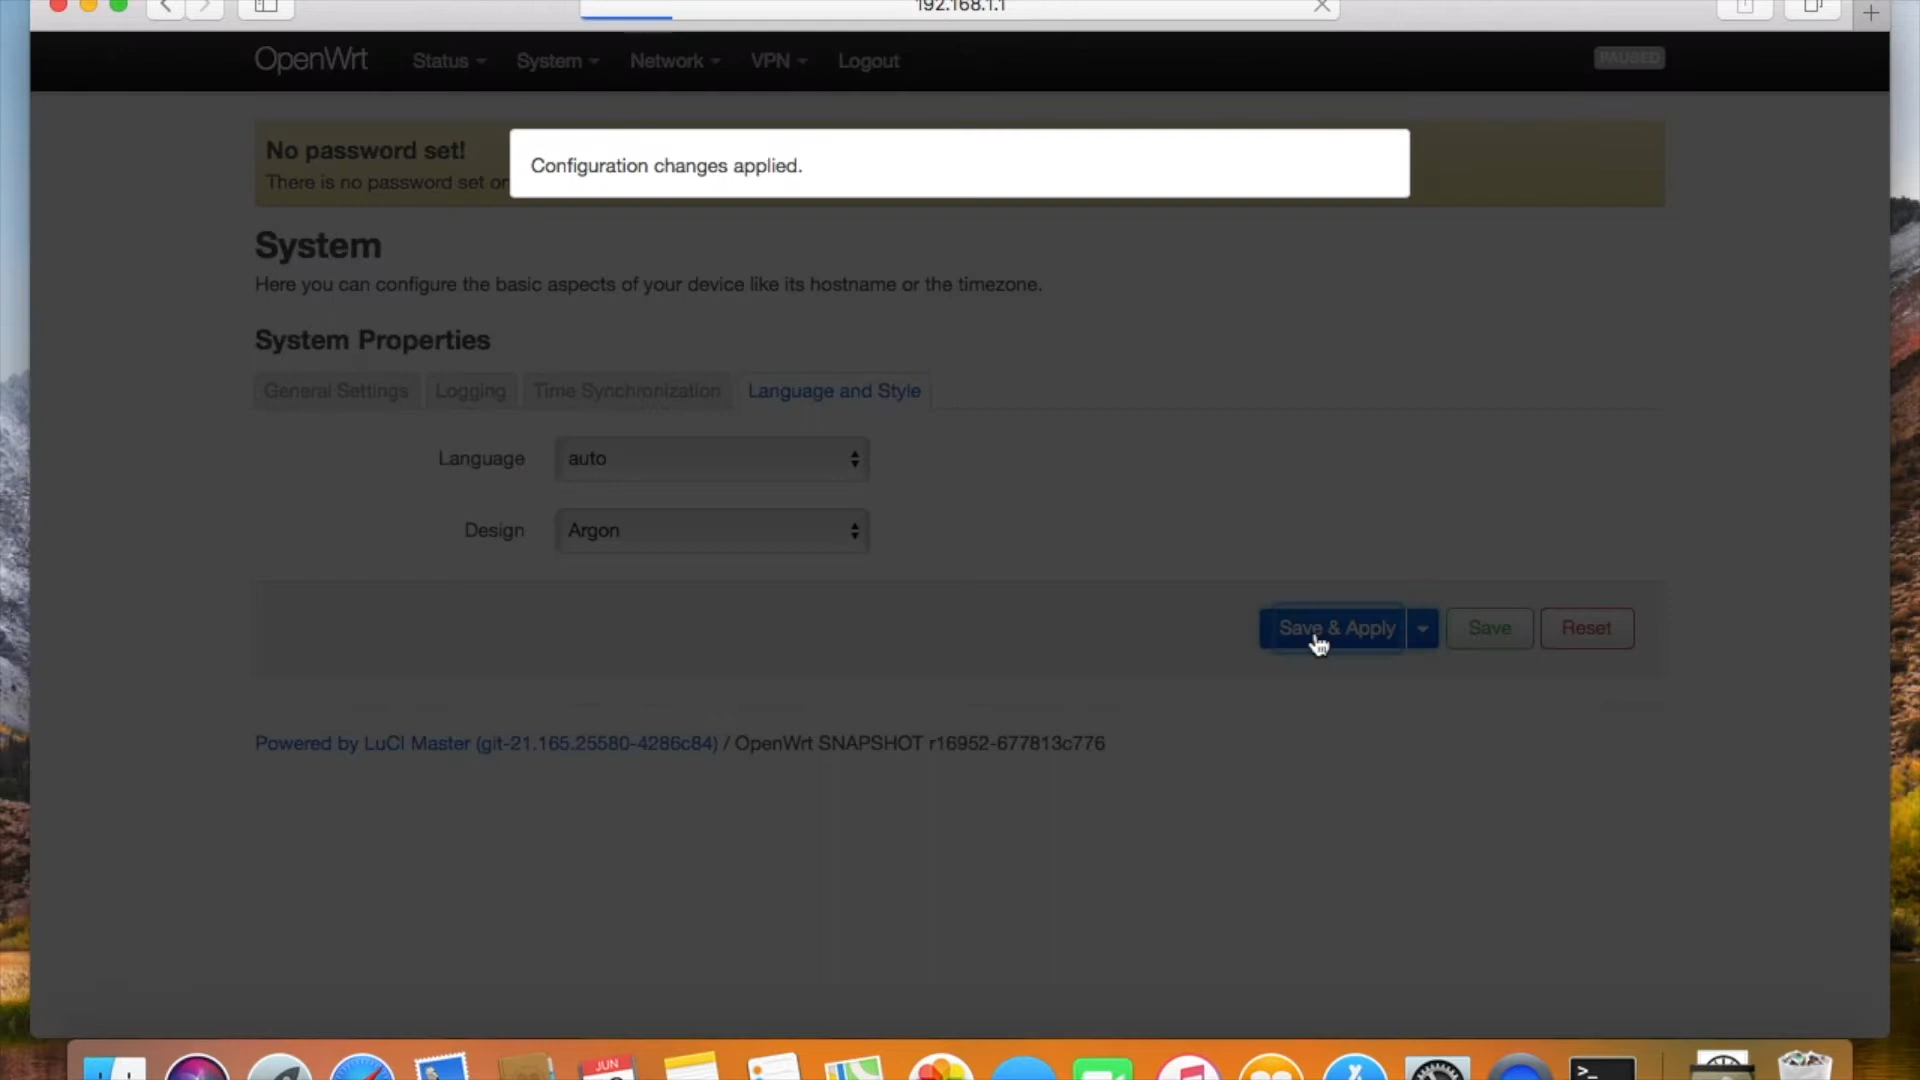 192.168.1.1
OpenWrt Status System Network VPN Logout PAUSED
No password set!
There is no password set on
Configuration changes applied.
System
Here you can configure the basic aspects of your device like its hostname or the timezone.
System Properties
General Settings Logging Time Synchronization Language and Style
Language auto
Design Argon
Save & Apply Save Reset
Powered by LuCI Master (git-21.165.25580-4286c84) / OpenWrt SNAPSHOT r16952-677813c776
JUN